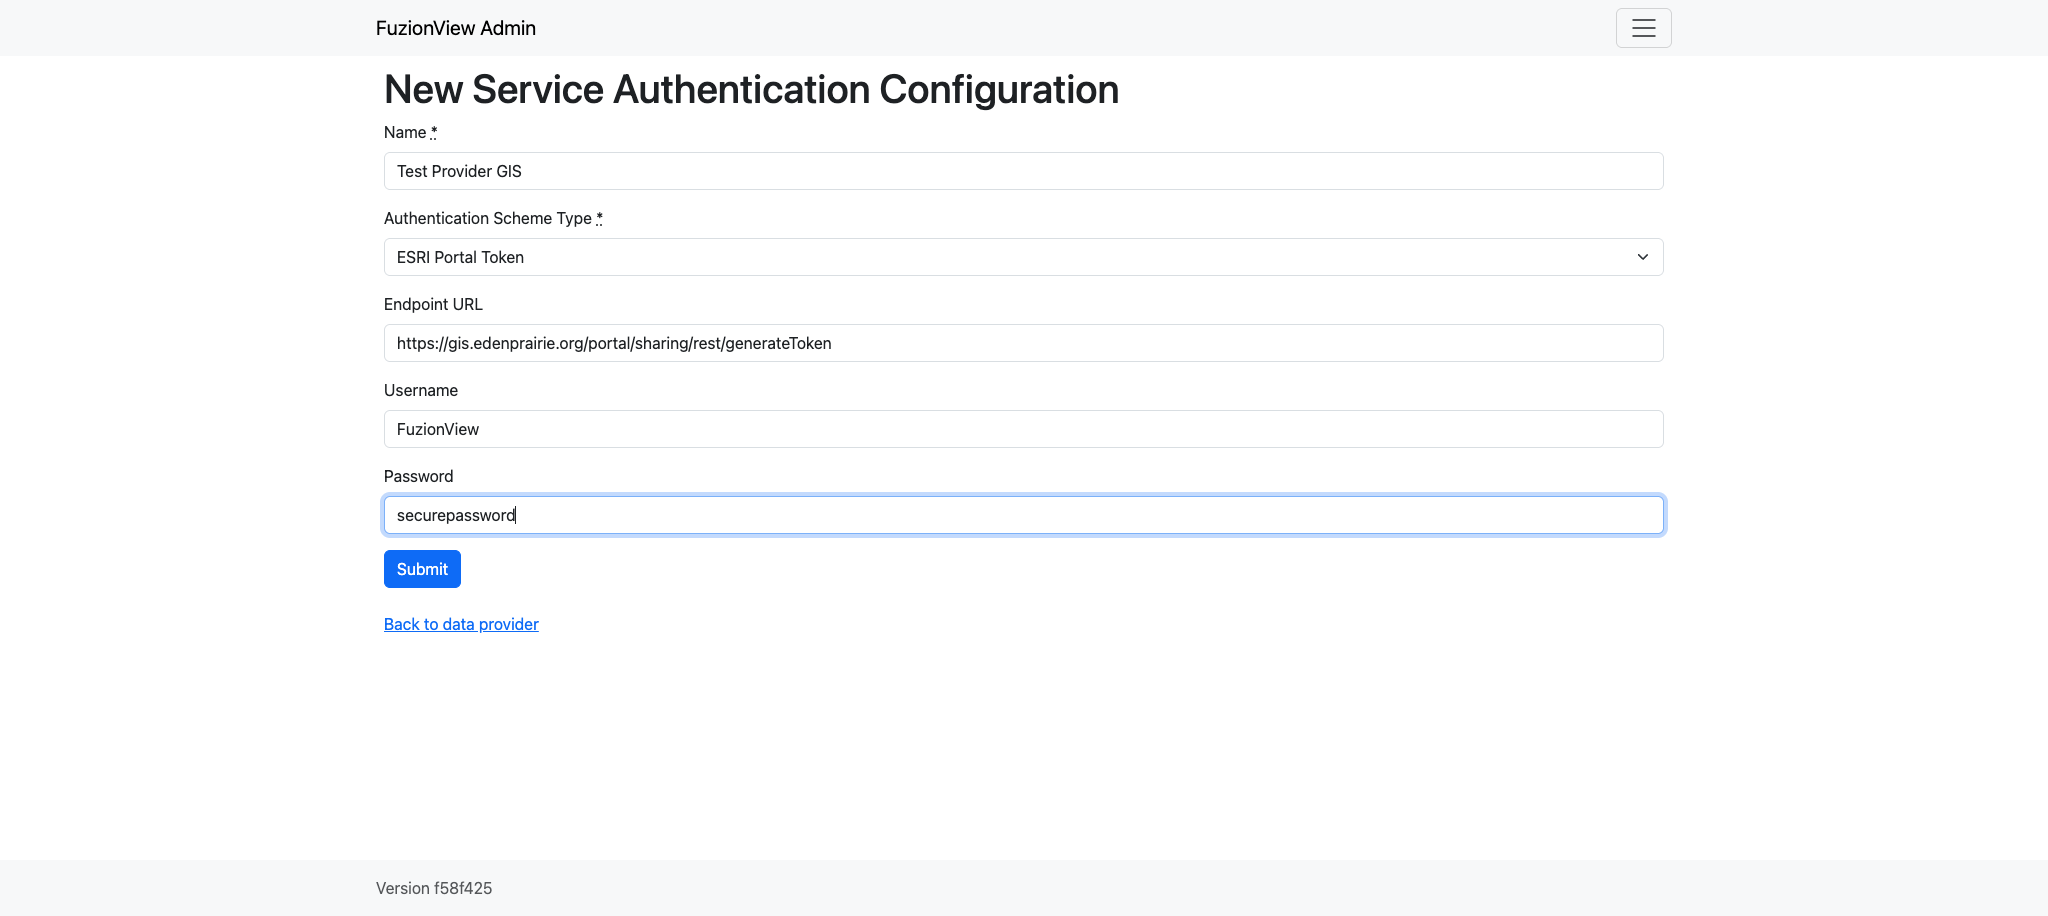 FuzionView Admin
New Service Authentication Configuration
Name *
Test Provider GIS
Authentication Scheme Type *
ESRI Portal Token
Endpoint URL
https://gis.edenprairie.org/portal/sharing/rest/generateToken
Username
FuzionView
Password
securepassword
Submit
Back to data provider
Version f58f425